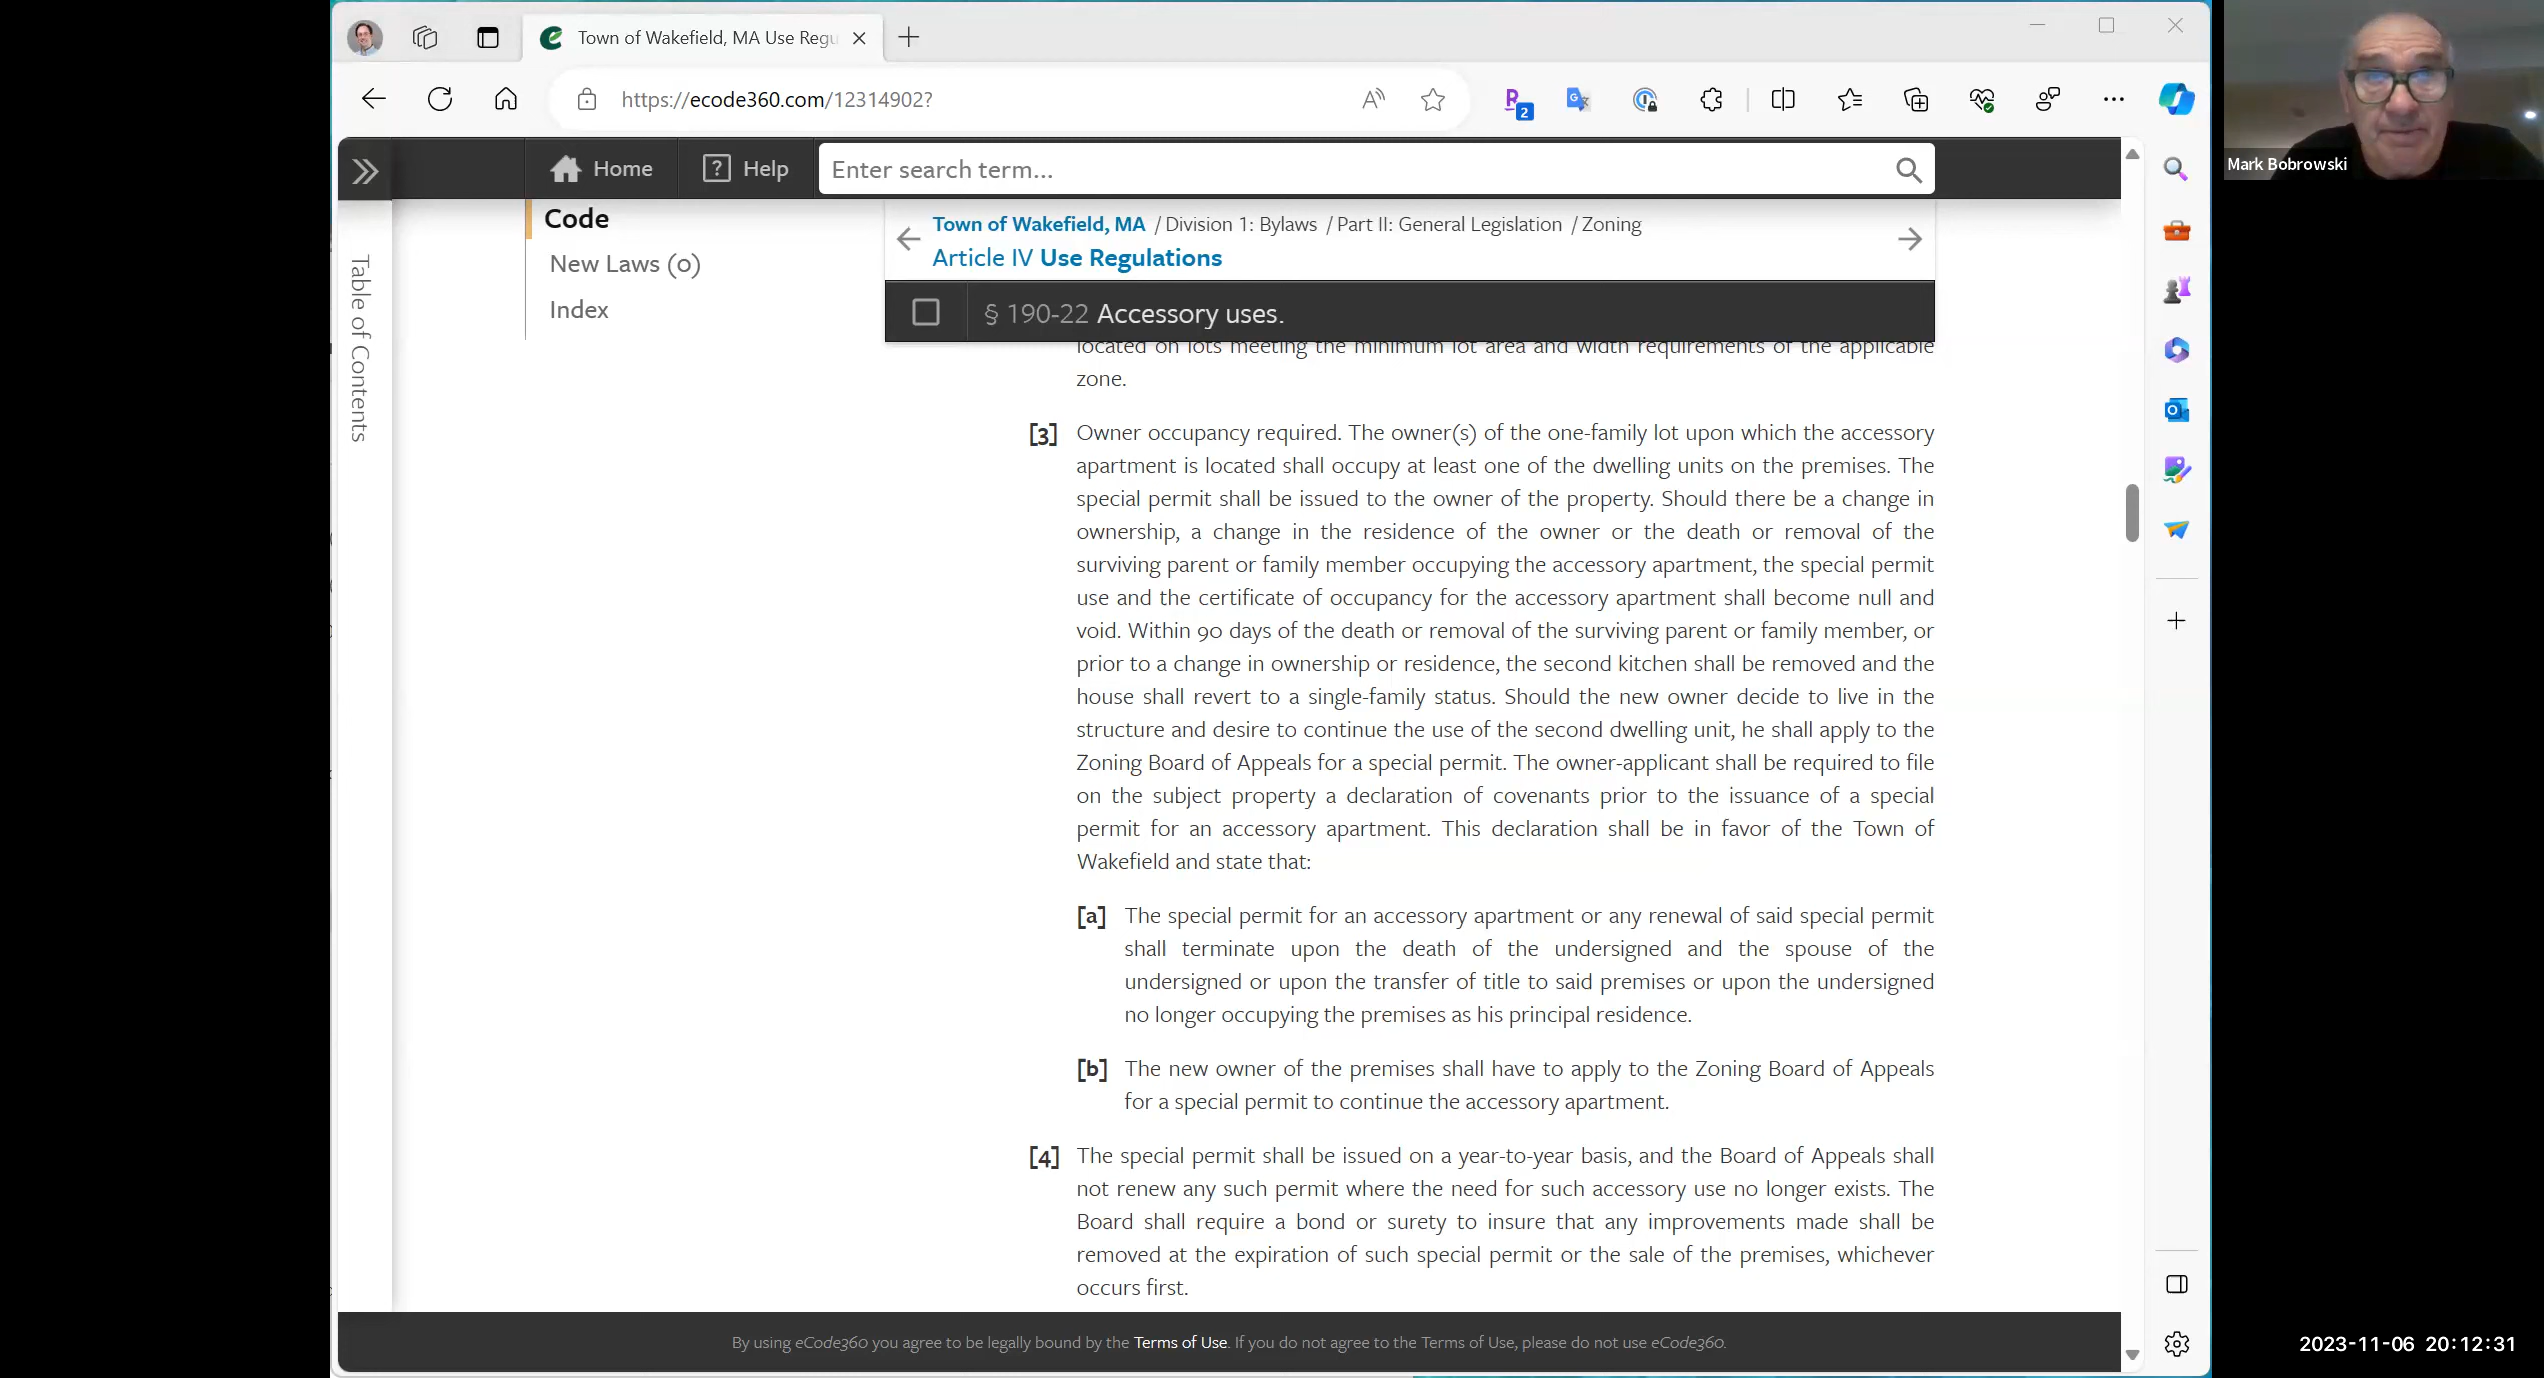 Town of Wakefield, MA Use Regu
https://ecode360.com/12314902?
2
Home
Help
Enter search term...
Mark Bobrowski
Table of Contents
Code
New Laws (0)
Index
Town of Wakefield, MA / Division 1: Bylaws / Part II: General Legislation / Zoning
Article IV Use Regulations
§ 190-22 Accessory uses.
located on lots meeting the minimum lot area and width requirements of the applicable
zone.
[3] Owner occupancy required. The owner(s) of the one-family lot upon which the accessory
apartment is located shall occupy at least one of the dwelling units on the premises. The
special permit shall be issued to the owner of the property. Should there be a change in
ownership, a change in the residence of the owner or the death or removal of the
surviving parent or family member occupying the accessory apartment, the special permit
use and the certificate of occupancy for the accessory apartment shall become null and
void. Within 90 days of the death or removal of the surviving parent or family member, or
prior to a change in ownership or residence, the second kitchen shall be removed and the
house shall revert to a single-family status. Should the new owner decide to live in the
structure and desire to continue the use of the second dwelling unit, he shall apply to the
Zoning Board of Appeals for a special permit. The owner-applicant shall be required to file
on the subject property a declaration of covenants prior to the issuance of a special
permit for an accessory apartment. This declaration shall be in favor of the Town of
Wakefield and state that:
[a] The special permit for an accessory apartment or any renewal of said special permit
shall terminate upon the death of the undersigned and the spouse of the
undersigned or upon the transfer of title to said premises or upon the undersigned
no longer occupying the premises as his principal residence.
[b] The new owner of the premises shall have to apply to the Zoning Board of Appeals
for a special permit to continue the accessory apartment.
[4] The special permit shall be issued on a year-to-year basis, and the Board of Appeals shall
not renew any such permit where the need for such accessory use no longer exists. The
Board shall require a bond or surety to insure that any improvements made shall be
removed at the expiration of such special permit or the sale of the premises, whichever
occurs first.
By using eCode360 you agree to be legally bound by the Terms of Use. If you do not agree to the Terms of Use, please do not use eCode360.
2023-11-06 20:12:31